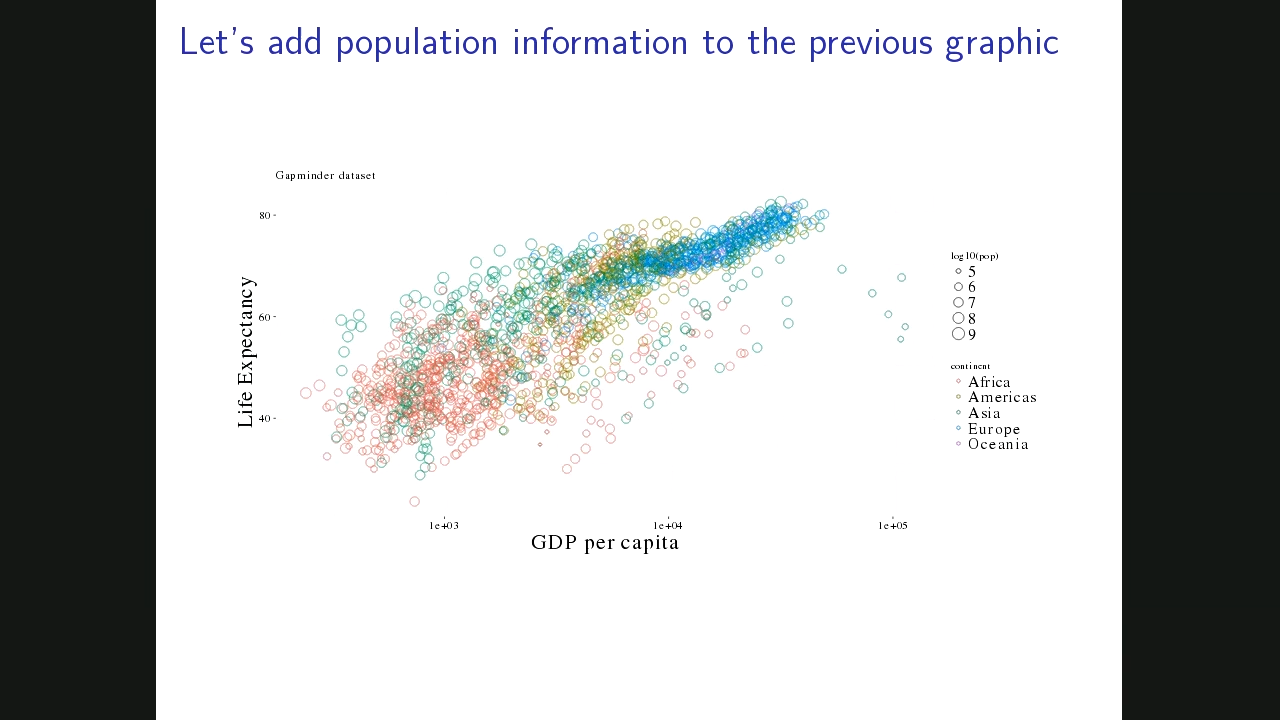 Let's add population information to the previous graphic
Gapminder dataset
80
60
40
Life Expectancy
1e+03
1e+04
1e+05
GDP per capita
log10(pop)
5
6
7
8
9
continent
Africa
Americas
Asia
Europe
Oceania